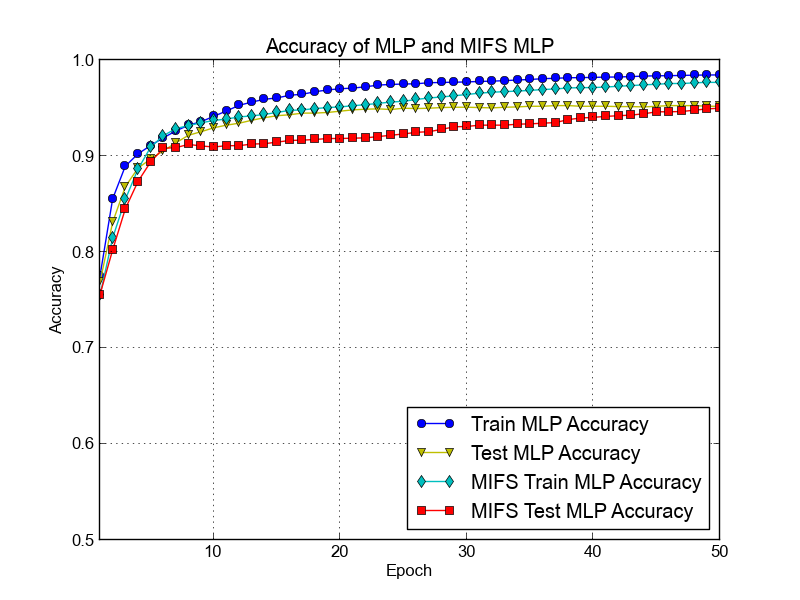 Accuracy of MLP and MIFS MLP
1.0
0.9
0.8
0.7
0.6
0.5
Accuracy
Train MLP Accuracy
Test MLP Accuracy
MIFS Train MLP Accuracy
MIFS Test MLP Accuracy
10 20 30 40 50
Epoch